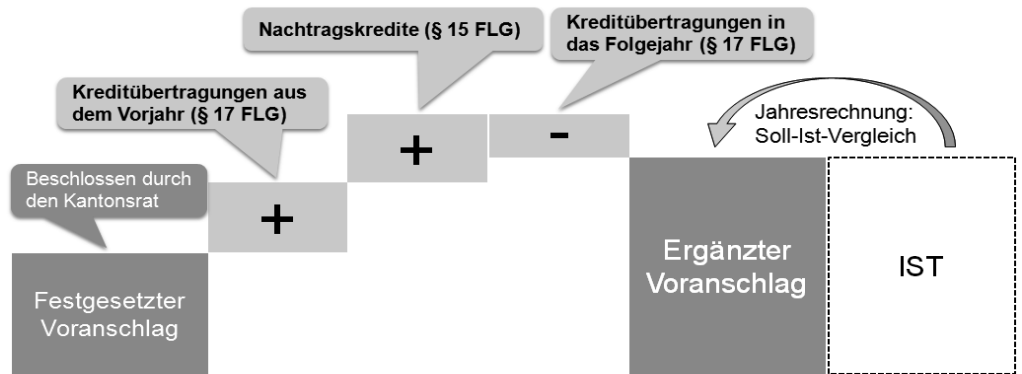 Nachtragskredite (§ 15 FLG)
Kreditübertragungen in
das Folgejahr (§ 17 FLG)
Kreditübertragungen aus
dem Vorjahr (§ 17 FLG)
Jahresrechnung:
Soll-Ist-Vergleich
+
-
Beschlossen durch
den Kantonsrat
+
Ergänzter
Voranschlag
IST
Festgesetzter
Voranschlag